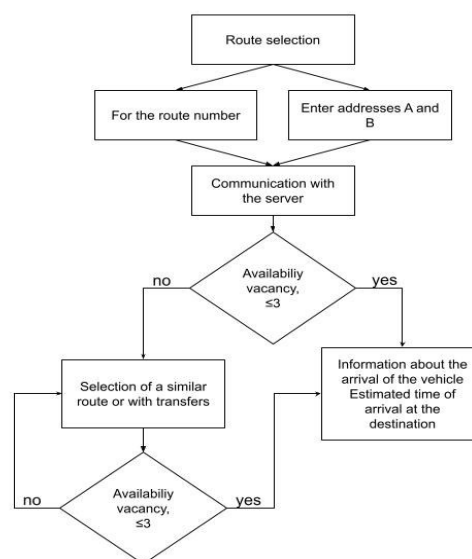 Route selection
For the route number
Enter addresses A and
B
Communication with
the server
no
Availabiliy
vacancy,
≤3
yes
Selection of a similar
route or with transfers
Information about the
arrival of the vehicle
Estimated time of
arrival at the
destination
no
Availabiliy
vacancy,
≤3
yes